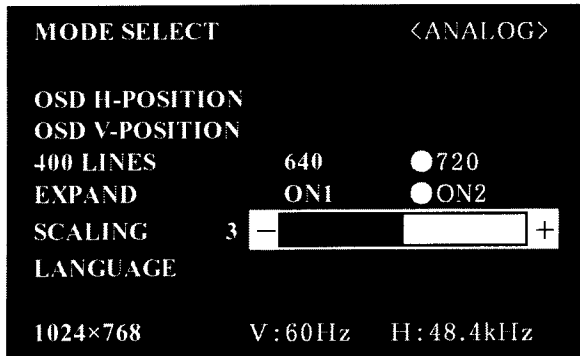 MODE SELECT <ANALOG>
OSD H-POSITION
OSD V-POSITION
400 LINES 640 ●720
EXPAND ON1 ●ON2
SCALING 3 − +
LANGUAGE
1024×768 V:60Hz H:48.4kHz